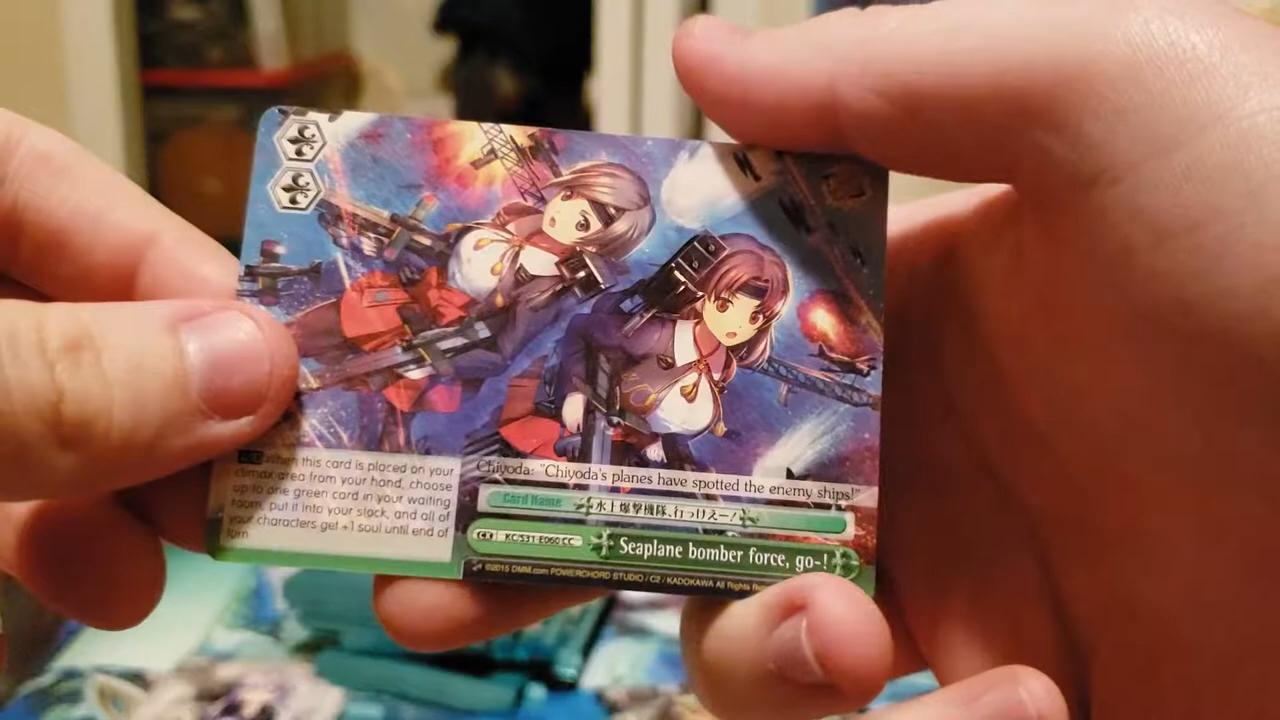 when this card is placed on your
climax area from your hand, choose
up to one green card in your waiting
room, put it into your stock, and all of
your characters get +1 soul until end of
turn
Chiyoda: "Chiyoda's planes have spotted the enemy ships!"
Card Name 水上爆撃機隊、行っけえー!
CX KC/S31-E060 CC Seaplane bomber force, go-!
©2015 DMM.com POWERCHORD STUDIO / C2 / KADOKAWA All Rights